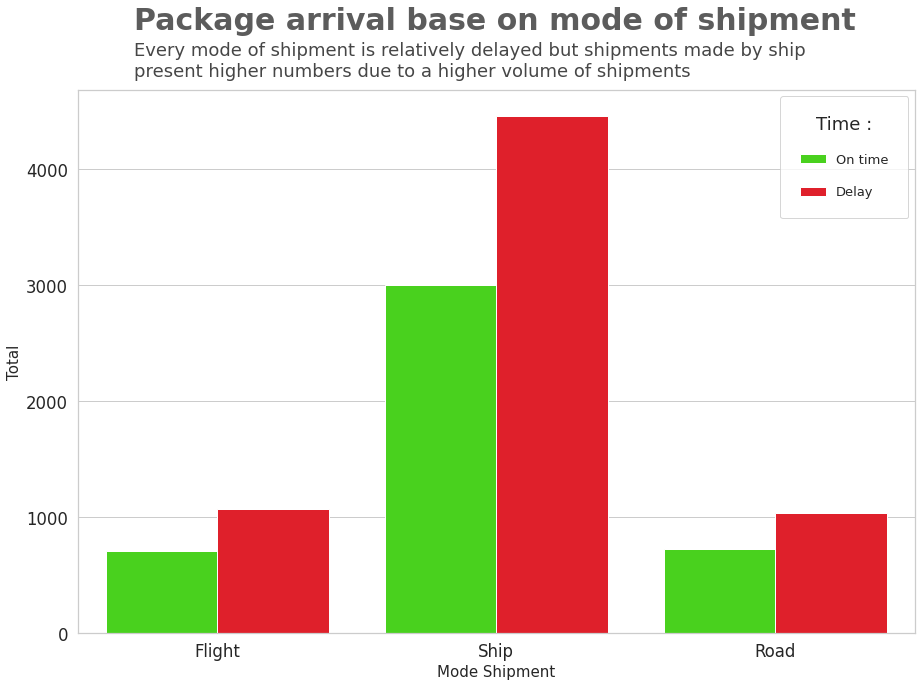 Package arrival base on mode of shipment
Every mode of shipment is relatively delayed but shipments made by ship
present higher numbers due to a higher volume of shipments
Time :
On time
Delay
4000
3000
2000
1000
0
Total
Flight
Ship
Road
Mode Shipment